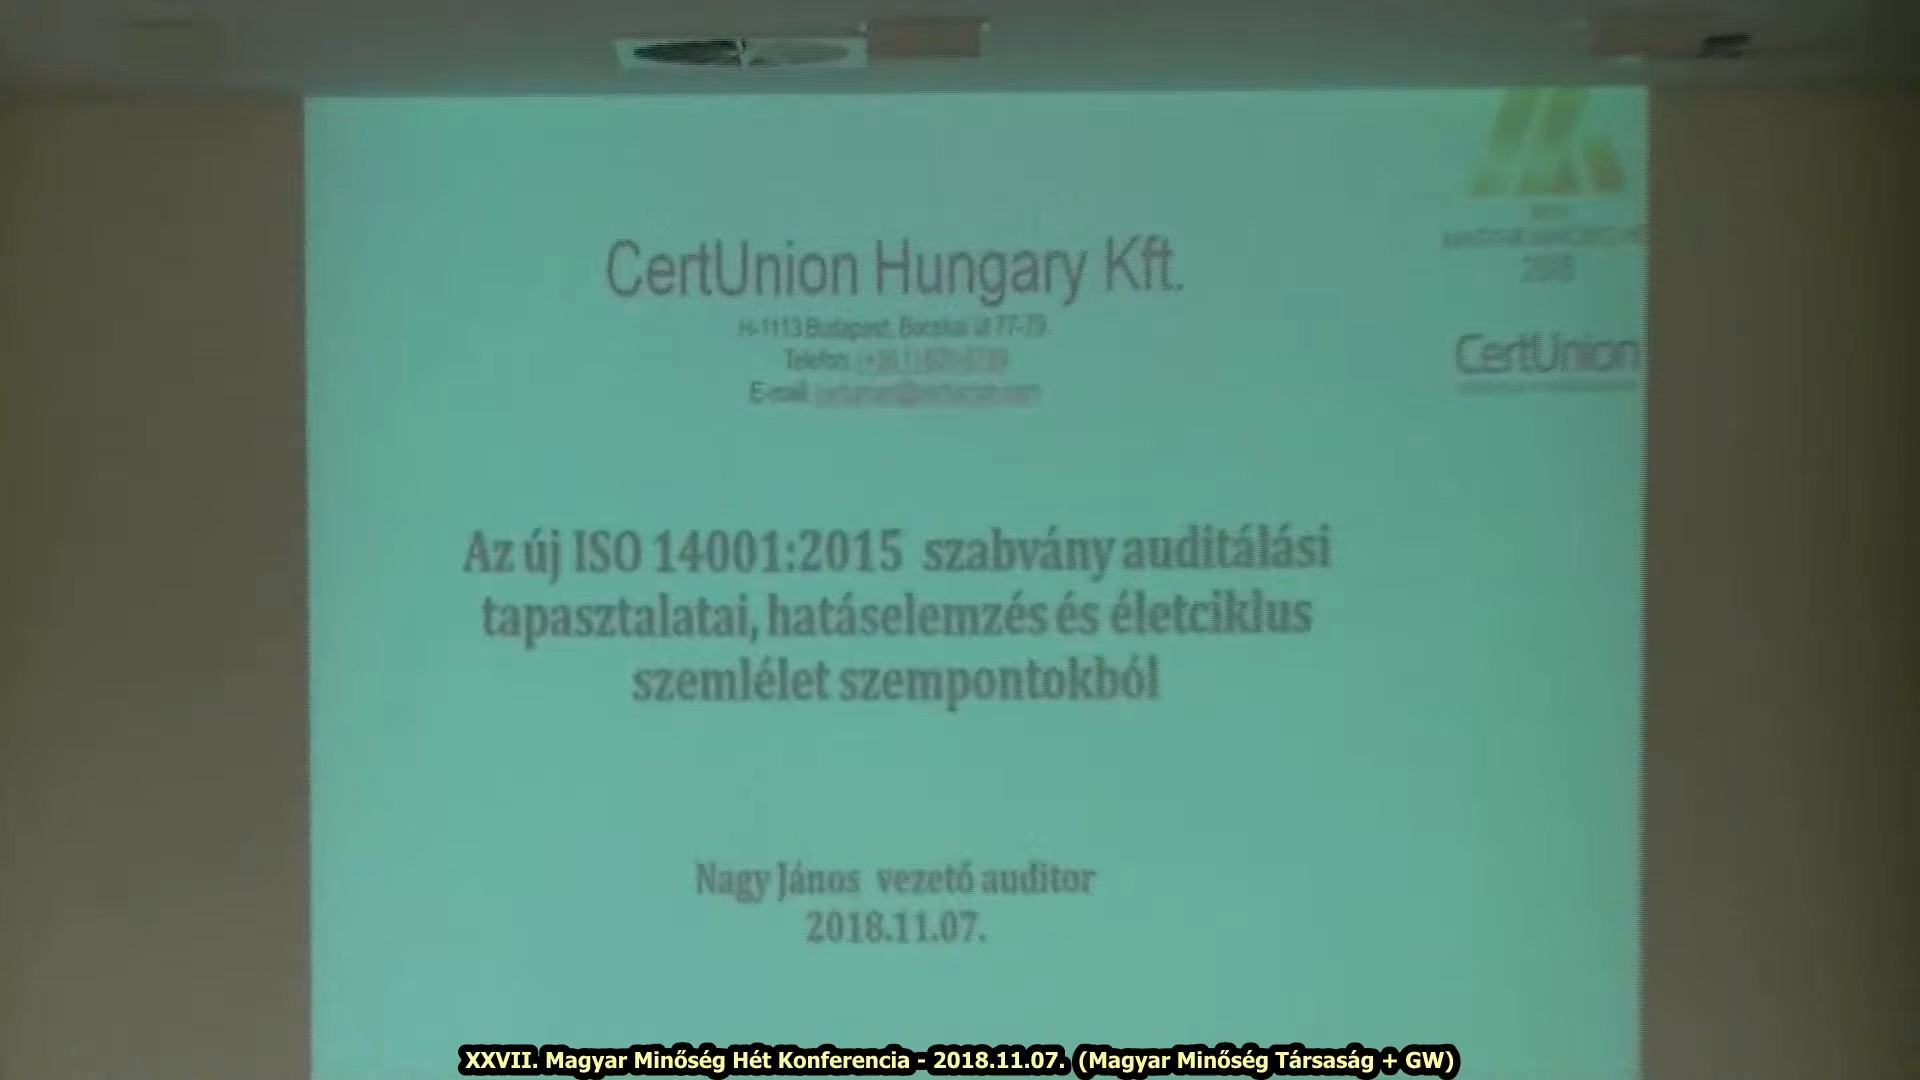 CertUnion Hungary Kft.
H-1113 Budapest, Bocskai út 77-79.
Telefon:
E-mail:
CertUnion
Az új ISO 14001:2015 szabvány auditálási
tapasztalatai, hatáselemzés és életciklus
szemlélet szempontokból
Nagy János vezető auditor
2018.11.07.
XXVII. Magyar Minőség Hét Konferencia - 2018.11.07. (Magyar Minőség Társaság + GW)